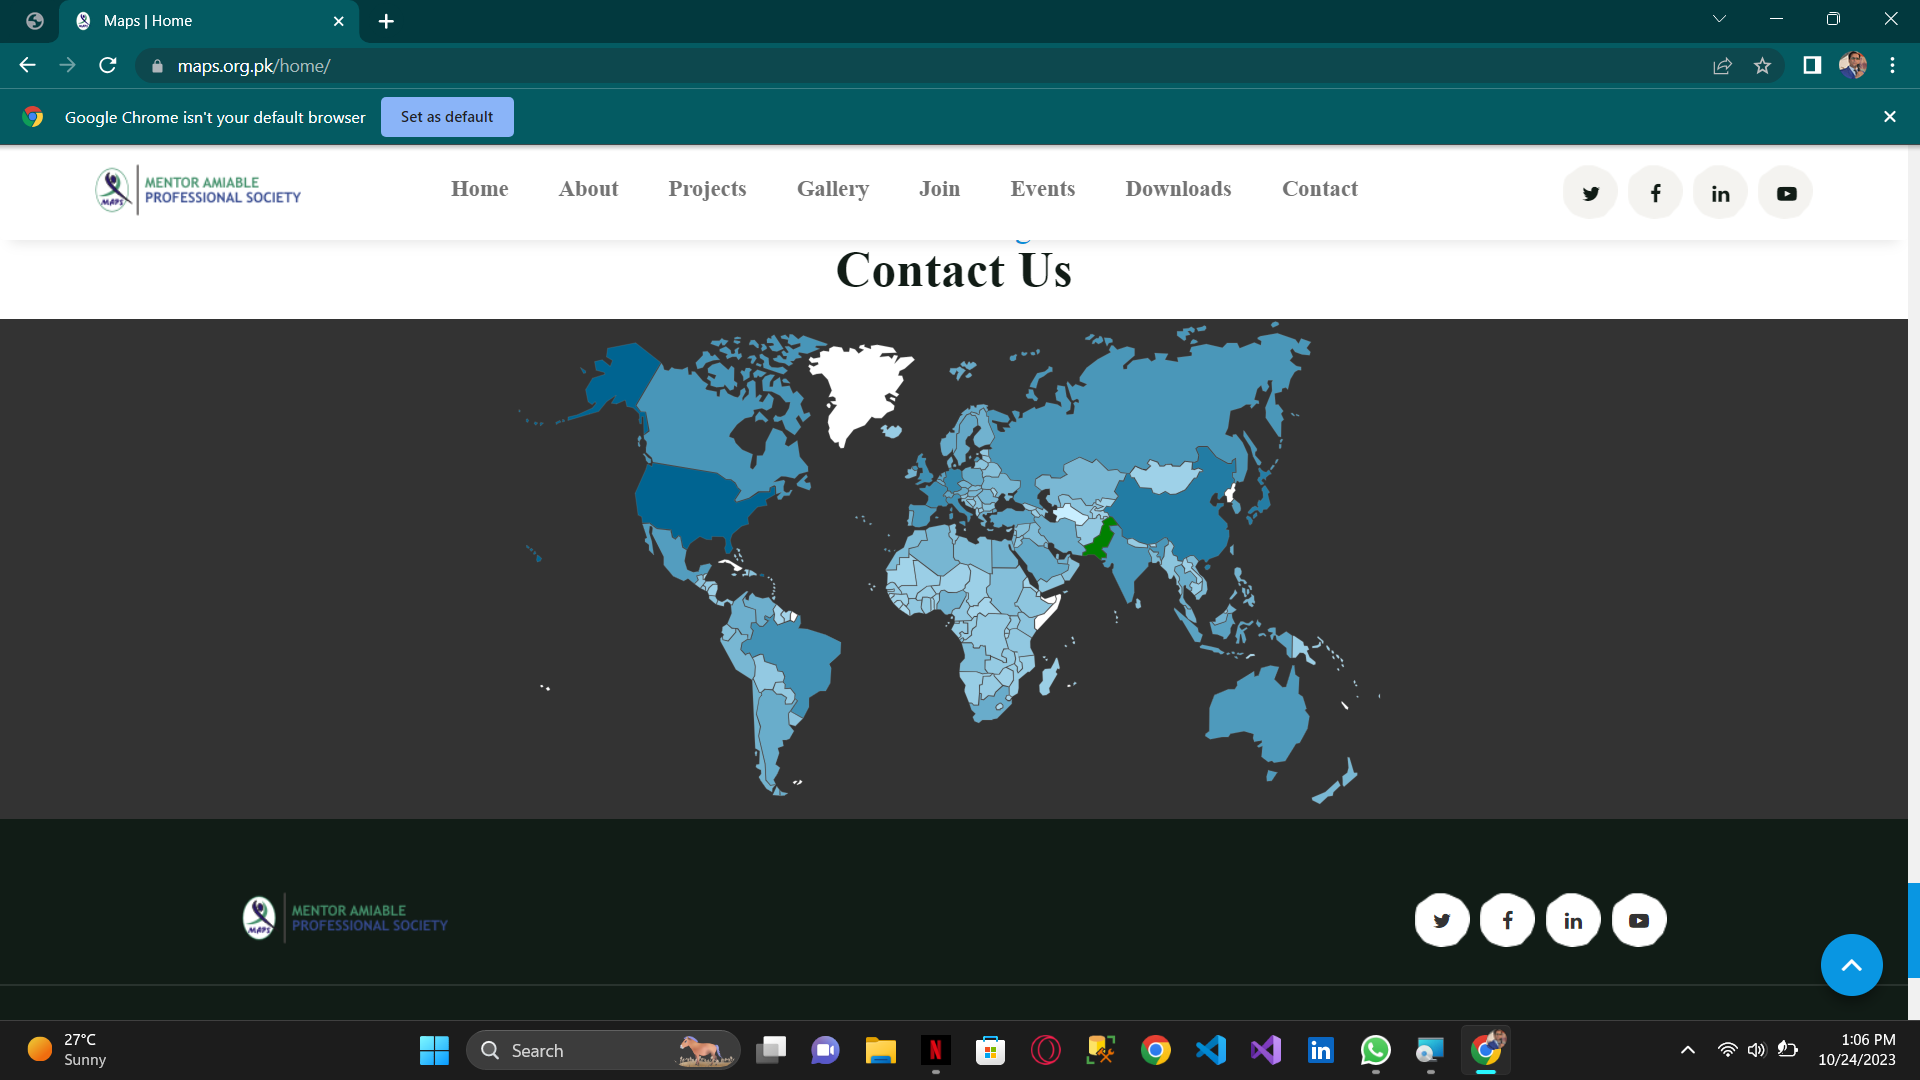 Maps | Home
maps.org.pk/home/
Google Chrome isn't your default browser
Set as default
MAPS
MENTOR AMIABLE
PROFESSIONAL SOCIETY
Home
About
Projects
Gallery
Join
Events
Downloads
Contact
Contact Us
MAPS
MENTOR AMIABLE
PROFESSIONAL SOCIETY
27°C
Sunny
Search
1:06 PM
10/24/2023